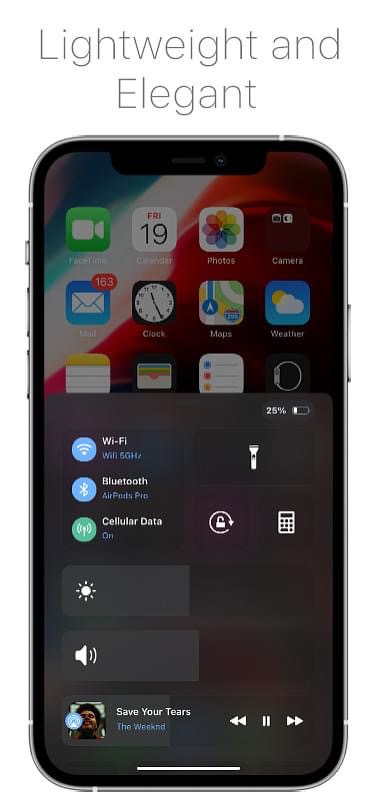 Lightweight and
Elegant
FRI
19
FaceTime
Calendar
Photos
Camera
163
Mail
Clock
Maps
Weather
25%
Wi-Fi
Wifi 5GHz
Bluetooth
AirPods Pro
Cellular Data
On
Save Your Tears
The Weeknd